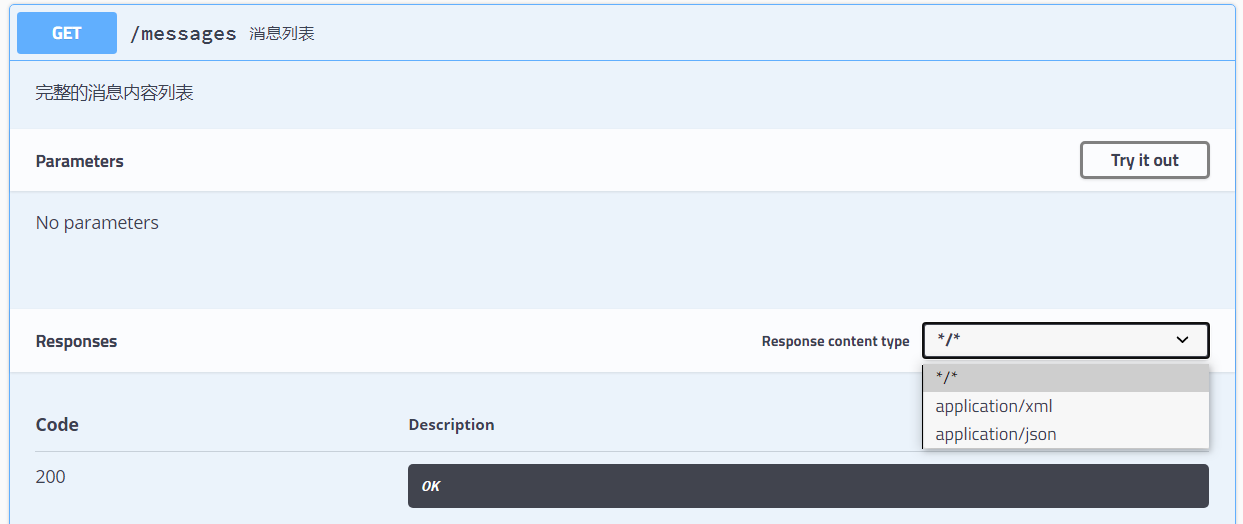 GET /messages 消息列表
完整的消息内容列表
Parameters Try it out
No parameters
Responses Response content type */*
*/*
application/xml
application/json
Code Description
200 OK